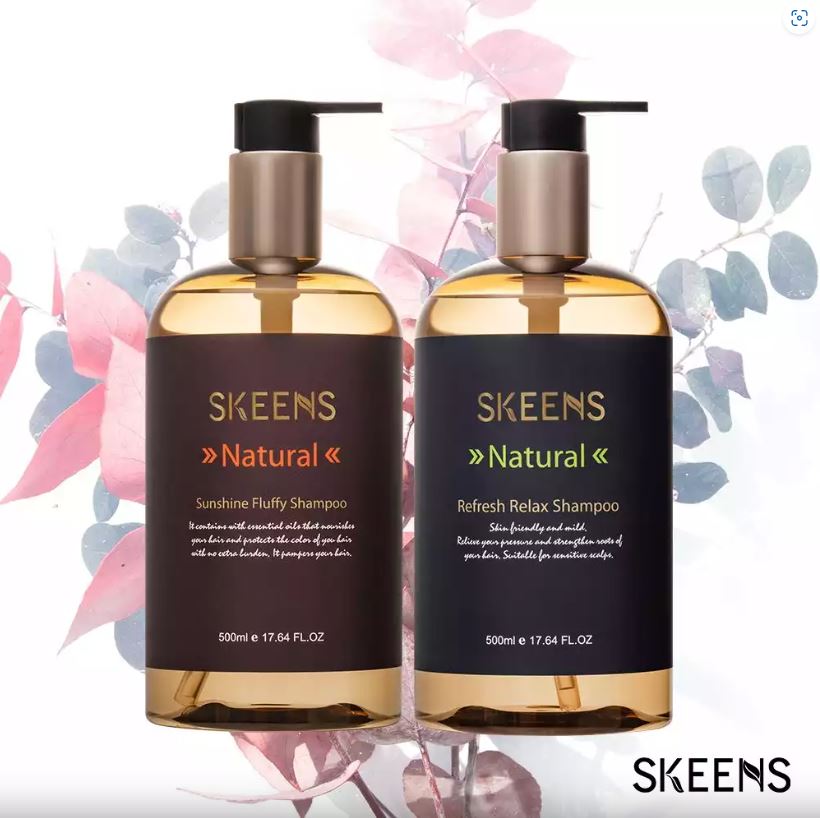 SKEENS
»Natural«
Sunshine Fluffy Shampoo
It contains with essential oils that nourishes
your hair and protects the color of you hair
with no extra burden. It pampers your hair.
500ml e 17.64 FL.OZ
SKEENS
»Natural«
Refresh Relax Shampoo
Skin friendly and mild.
Relieve your pressure and strengthen roots of
your hair. Suitable for sensitive scalps.
500ml e 17.64 FL.OZ
SKEENS